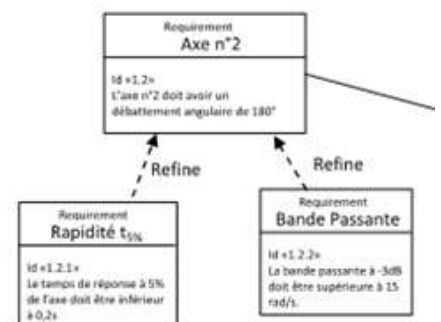 Requirement
Axe n°2
Id «1.2»
L'axe n°2 doit avoir un
débattement angulaire de 180°
Refine
Refine
Requirement
Rapidité t5%
Id «1.2.1»
Le temps de réponse à 5%
de l'axe doit être inférieur
à 0,2s
Requirement
Bande Passante
Id «1.2.2»
La bande passante à -3dB
doit être supérieure à 15
rad/s.